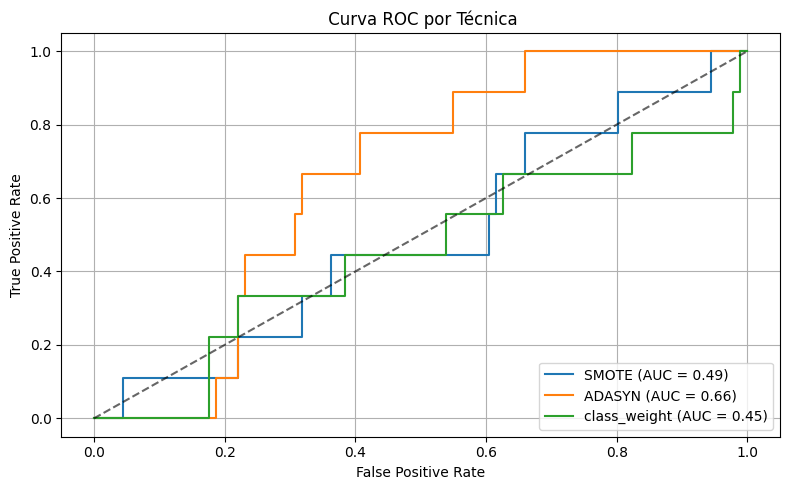 Curva ROC por Técnica
True Positive Rate
1.0
0.8
0.6
0.4
0.2
0.0
SMOTE (AUC = 0.49)
ADASYN (AUC = 0.66)
class_weight (AUC = 0.45)
0.0 0.2 0.4 0.6 0.8 1.0
False Positive Rate